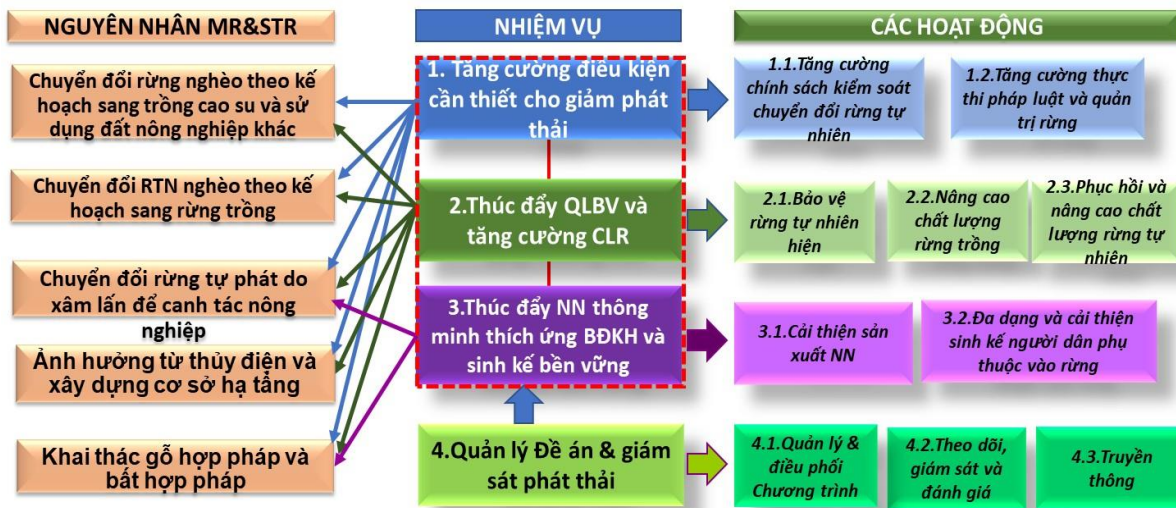 NGUYÊN NHÂN MR&STR
Chuyển đổi rừng nghèo theo kế
hoạch sang trồng cao su và sử
dụng đất nông nghiệp khác
Chuyển đổi RTN nghèo theo kế
hoạch sang rừng trồng
Chuyển đổi rừng tự phát do
xâm lấn để canh tác nông
nghiệp
Ảnh hưởng từ thủy điện và
xây dựng cơ sở hạ tầng
Khai thác gỗ hợp pháp và
bất hợp pháp
NHIỆM VỤ
1. Tăng cường điều kiện
cần thiết cho giảm phát
thải
2.Thúc đẩy QLBV và
tăng cường CLR
3.Thúc đẩy NN thông
minh thích ứng BĐKH và
sinh kế bền vững
4.Quản lý Đề án & giám
sát phát thải
CÁC HOẠT ĐỘNG
1.1.Tăng cường
chính sách kiểm soát
chuyển đổi rừng tự
nhiên
1.2.Tăng cường thực
thi pháp luật và quản
trị rừng
2.1.Bảo vệ
rừng tự nhiên
hiện
2.2.Nâng cao
chất lượng
rừng trồng
2.3.Phục hồi và
nâng cao chất
lượng rừng tự
nhiên
3.1.Cải thiện sản
xuất NN
3.2.Đa dạng và cải thiện
sinh kế người dân phụ
thuộc vào rừng
4.1.Quản lý &
điều phối
Chương trình
4.2.Theo dõi,
giám sát và
đánh giá
4.3.Truyền
thông